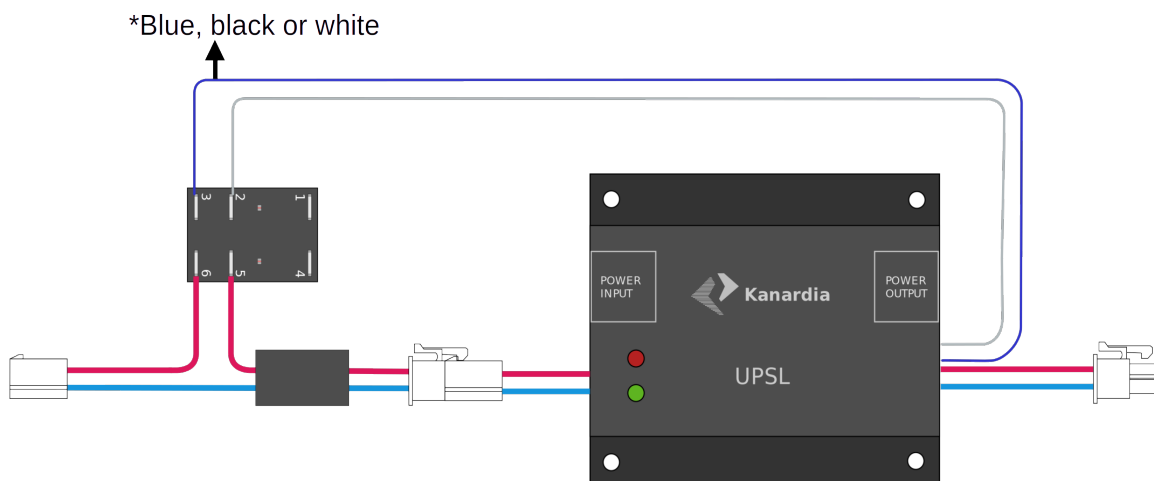 *Blue, black or white
3 2 1
6 5 4
POWER
INPUT
Kanardia
POWER
OUTPUT
UPSL